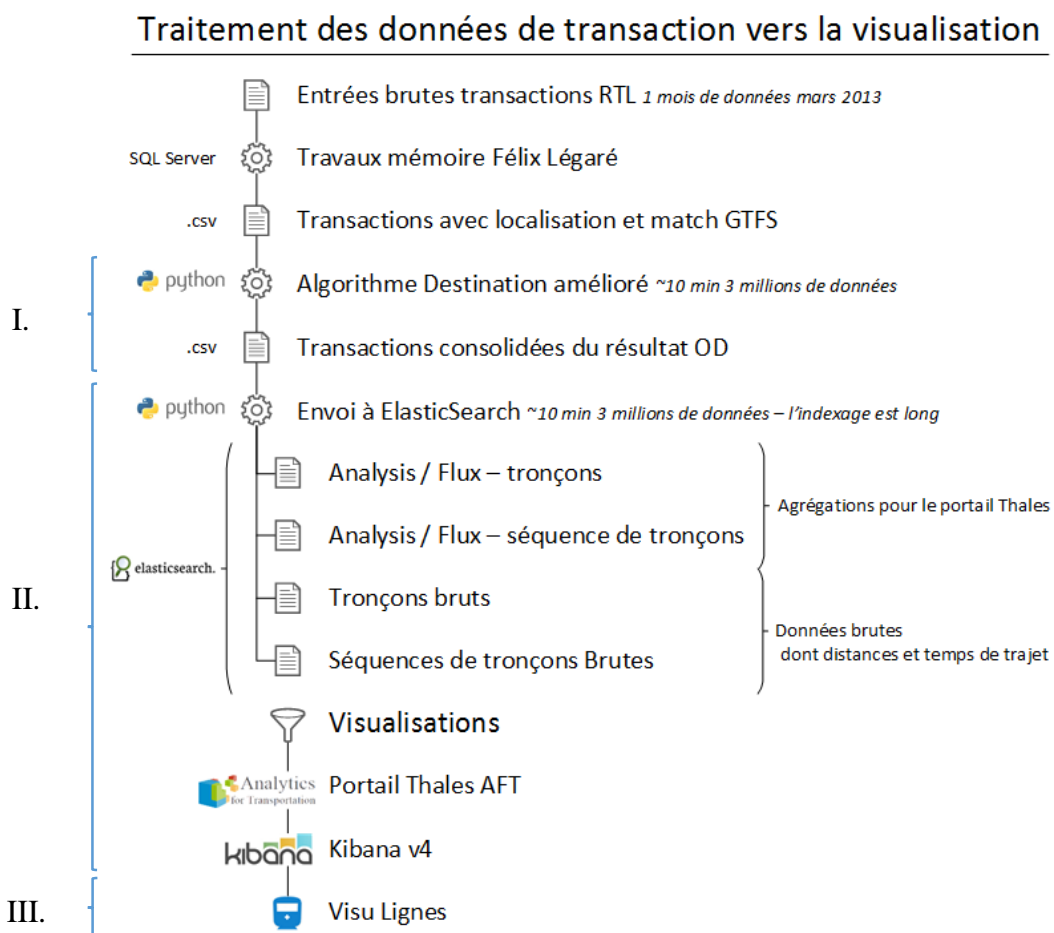 Traitement des données de transaction vers la visualisation
Entrées brutes transactions RTL 1 mois de données mars 2013
SQL Server Travaux mémoire Félix Légaré
.csv Transactions avec localisation et match GTFS
I.
python Algorithme Destination amélioré ~10 min 3 millions de données
.csv Transactions consolidées du résultat OD
II.
python Envoi à ElasticSearch ~10 min 3 millions de données – l'indexage est long
elasticsearch.
Analysis / Flux – tronçons
Analysis / Flux – séquence de tronçons
Agrégations pour le portail Thales
Tronçons bruts
Séquences de tronçons Brutes
Données brutes
dont distances et temps de trajet
Visualisations
Analytics
for Transportation
Portail Thales AFT
kibana Kibana v4
III.
Visu Lignes